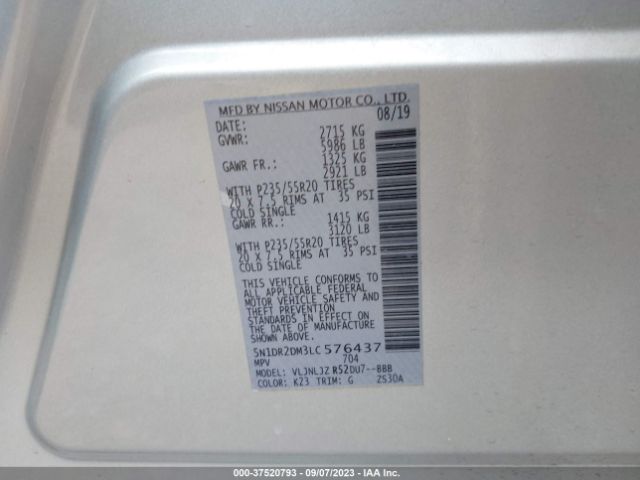 MFD BY NISSAN MOTOR CO., LTD.
DATE: 08/19
GVWR: 2715 KG
5986 LB
GAWR FR.: 1325 KG
2921 LB
WITH P235/55R20 TIRES
20 X 7.5 RIMS AT 35 PSI
COLD SINGLE
GAWR RR.: 1415 KG
3120 LB
WITH P235/55R20 TIRES
20 X 7.5 RIMS AT 35 PSI
COLD SINGLE
THIS VEHICLE CONFORMS TO
ALL APPLICABLE FEDERAL
MOTOR VEHICLE SAFETY AND
THEFT PREVENTION
STANDARDS IN EFFECT ON
THE DATE OF MANUFACTURE
SHOWN ABOVE.
5N1DR2DM3LC576437
MPV 704
MODEL: VLJNLJZ R52DU7--BBB
COLOR: K23 TRIM: G ZS30A
000-37520793 - 09/07/2023 - IAA Inc.